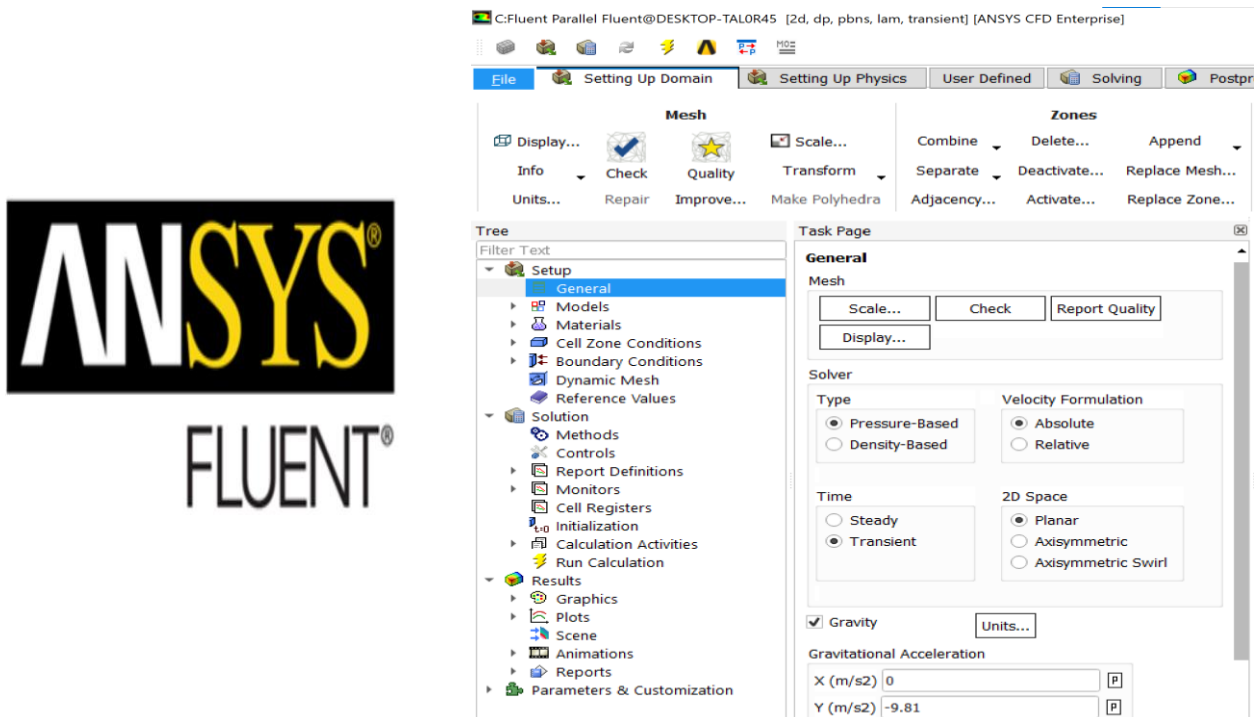 ANSYS®
FLUENT®
C:Fluent Parallel Fluent@DESKTOP-TAL0R45 [2d, dp, pbns, lam, transient] [ANSYS CFD Enterprise]
File Setting Up Domain Setting Up Physics User Defined Solving Postpr
Mesh Zones
Display... Scale... Combine Delete... Append
Info Check Quality Transform Separate Deactivate... Replace Mesh...
Units... Repair Improve... Make Polyhedra Adjacency... Activate... Replace Zone...
Tree
Filter Text
Setup
General
Models
Materials
Cell Zone Conditions
Boundary Conditions
Dynamic Mesh
Reference Values
Solution
Methods
Controls
Report Definitions
Monitors
Cell Registers
t=0 Initialization
Calculation Activities
Run Calculation
Results
Graphics
Plots
Scene
Animations
Reports
Parameters & Customization
Task Page
General
Mesh
Scale... Check Report Quality
Display...
Solver
Type Velocity Formulation
Pressure-Based Absolute
Density-Based Relative
Time 2D Space
Steady Planar
Transient Axisymmetric
Axisymmetric Swirl
Gravity Units...
Gravitational Acceleration
X (m/s2) 0 P
Y (m/s2) -9.81 P